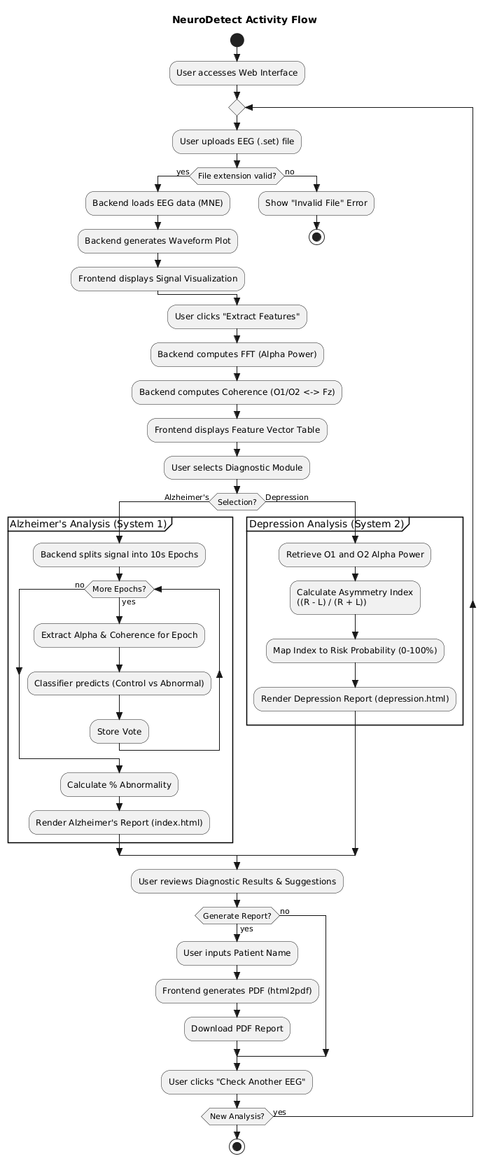 NeuroDetect Activity Flow
User accesses Web Interface
User uploads EEG (.set) file
yes
File extension valid?
no
Backend loads EEG data (MNE)
Show "Invalid File" Error
Backend generates Waveform Plot
Frontend displays Signal Visualization
User clicks "Extract Features"
Backend computes FFT (Alpha Power)
Backend computes Coherence (O1/O2 <-> Fz)
Frontend displays Feature Vector Table
User selects Diagnostic Module
Alzheimer's
Selection?
Depression
Alzheimer's Analysis (System 1)
Backend splits signal into 10s Epochs
no
More Epochs?
yes
Extract Alpha & Coherence for Epoch
Classifier predicts (Control vs Abnormal)
Store Vote
Calculate % Abnormality
Render Alzheimer's Report (index.html)
Depression Analysis (System 2)
Retrieve O1 and O2 Alpha Power
Calculate Asymmetry Index
((R - L) / (R + L))
Map Index to Risk Probability (0-100%)
Render Depression Report (depression.html)
User reviews Diagnostic Results & Suggestions
Generate Report?
no
yes
User inputs Patient Name
Frontend generates PDF (html2pdf)
Download PDF Report
User clicks "Check Another EEG"
New Analysis?
yes